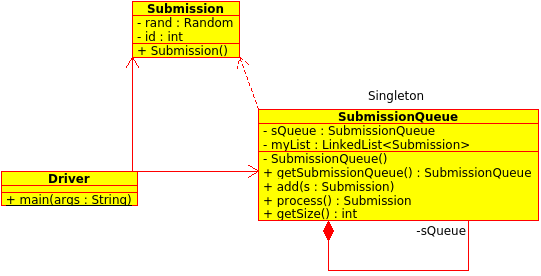 Submission
- rand : Random
- id : int
+ Submission()
Singleton
SubmissionQueue
- sQueue : SubmissionQueue
- myList : LinkedList<Submission>
- SubmissionQueue()
+ getSubmissionQueue() : SubmissionQueue
+ add(s : Submission)
+ process() : Submission
+ getSize() : int
Driver
+ main(args : String)
-sQueue